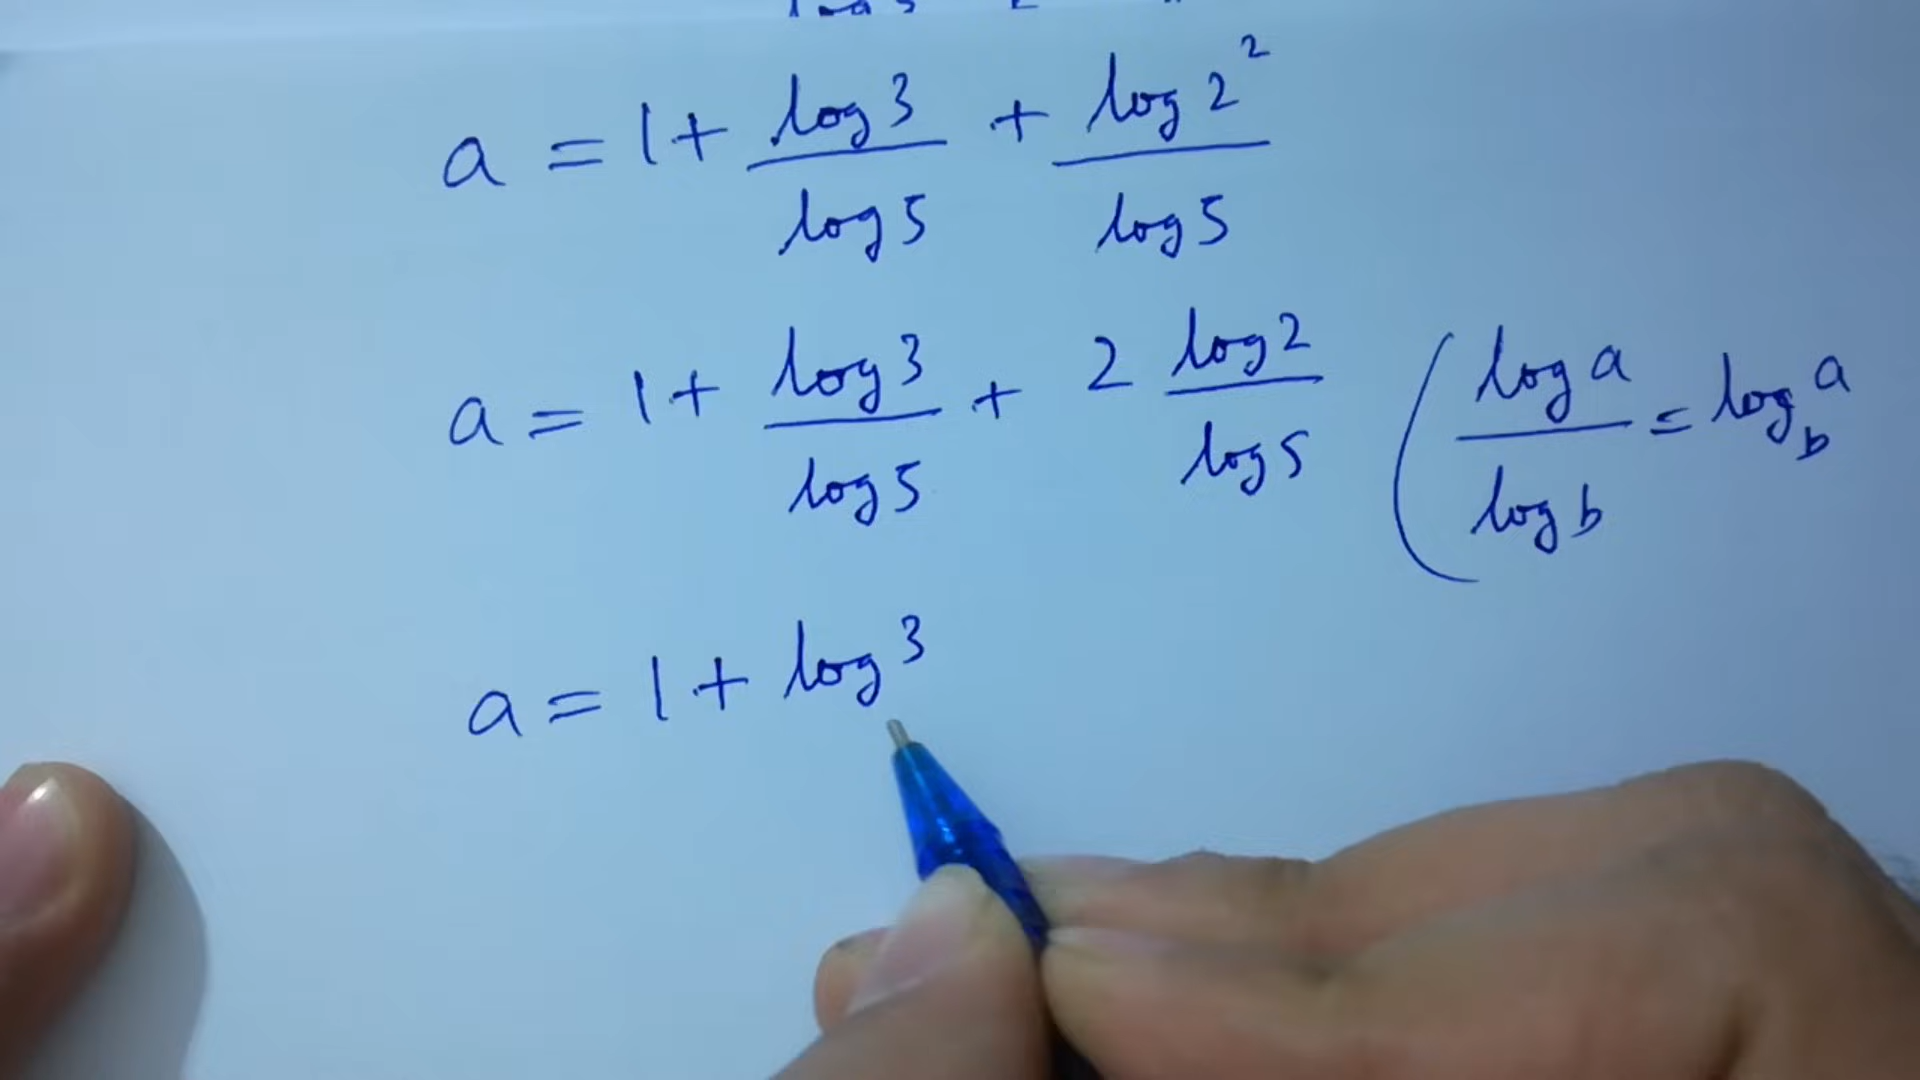 a = 1 + log 3 / log 5 + log 2² / log 5
a = 1 + log 3 / log 5 + 2 log 2 / log 5 ( log a / log b = log_b a
a = 1 + log 3